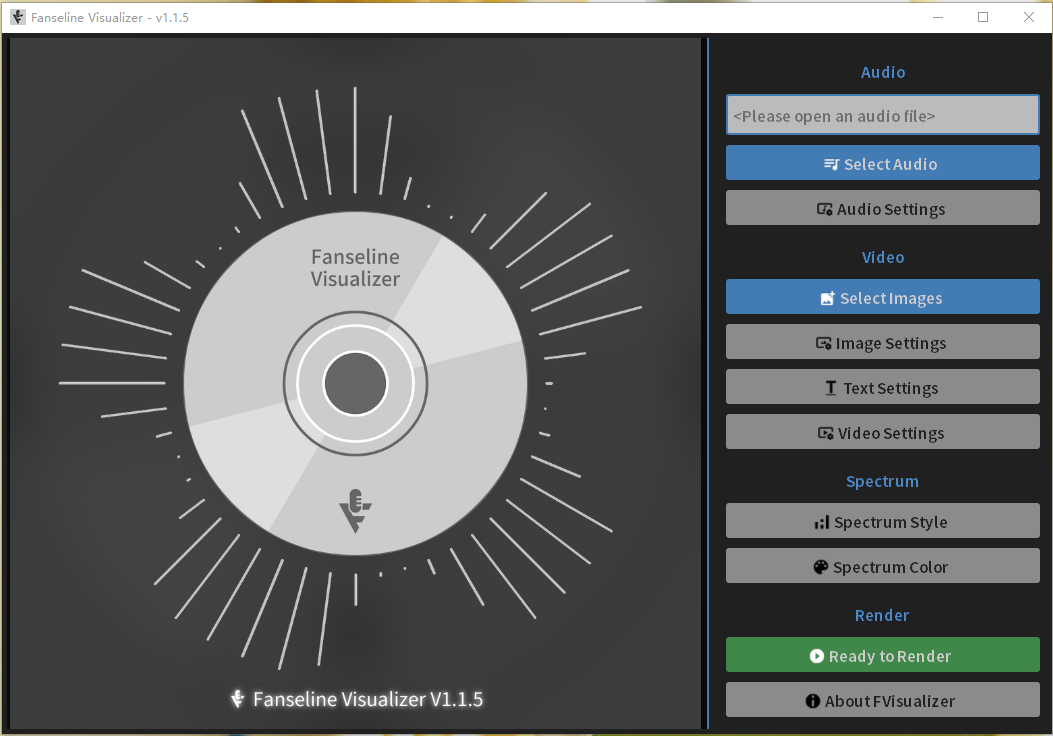 Fanseline Visualizer - v1.1.5
Fanseline
Visualizer
Fanseline Visualizer V1.1.5
Audio
<Please open an audio file>
Select Audio
Audio Settings
Video
Select Images
Image Settings
Text Settings
Video Settings
Spectrum
Spectrum Style
Spectrum Color
Render
Ready to Render
About FVisualizer